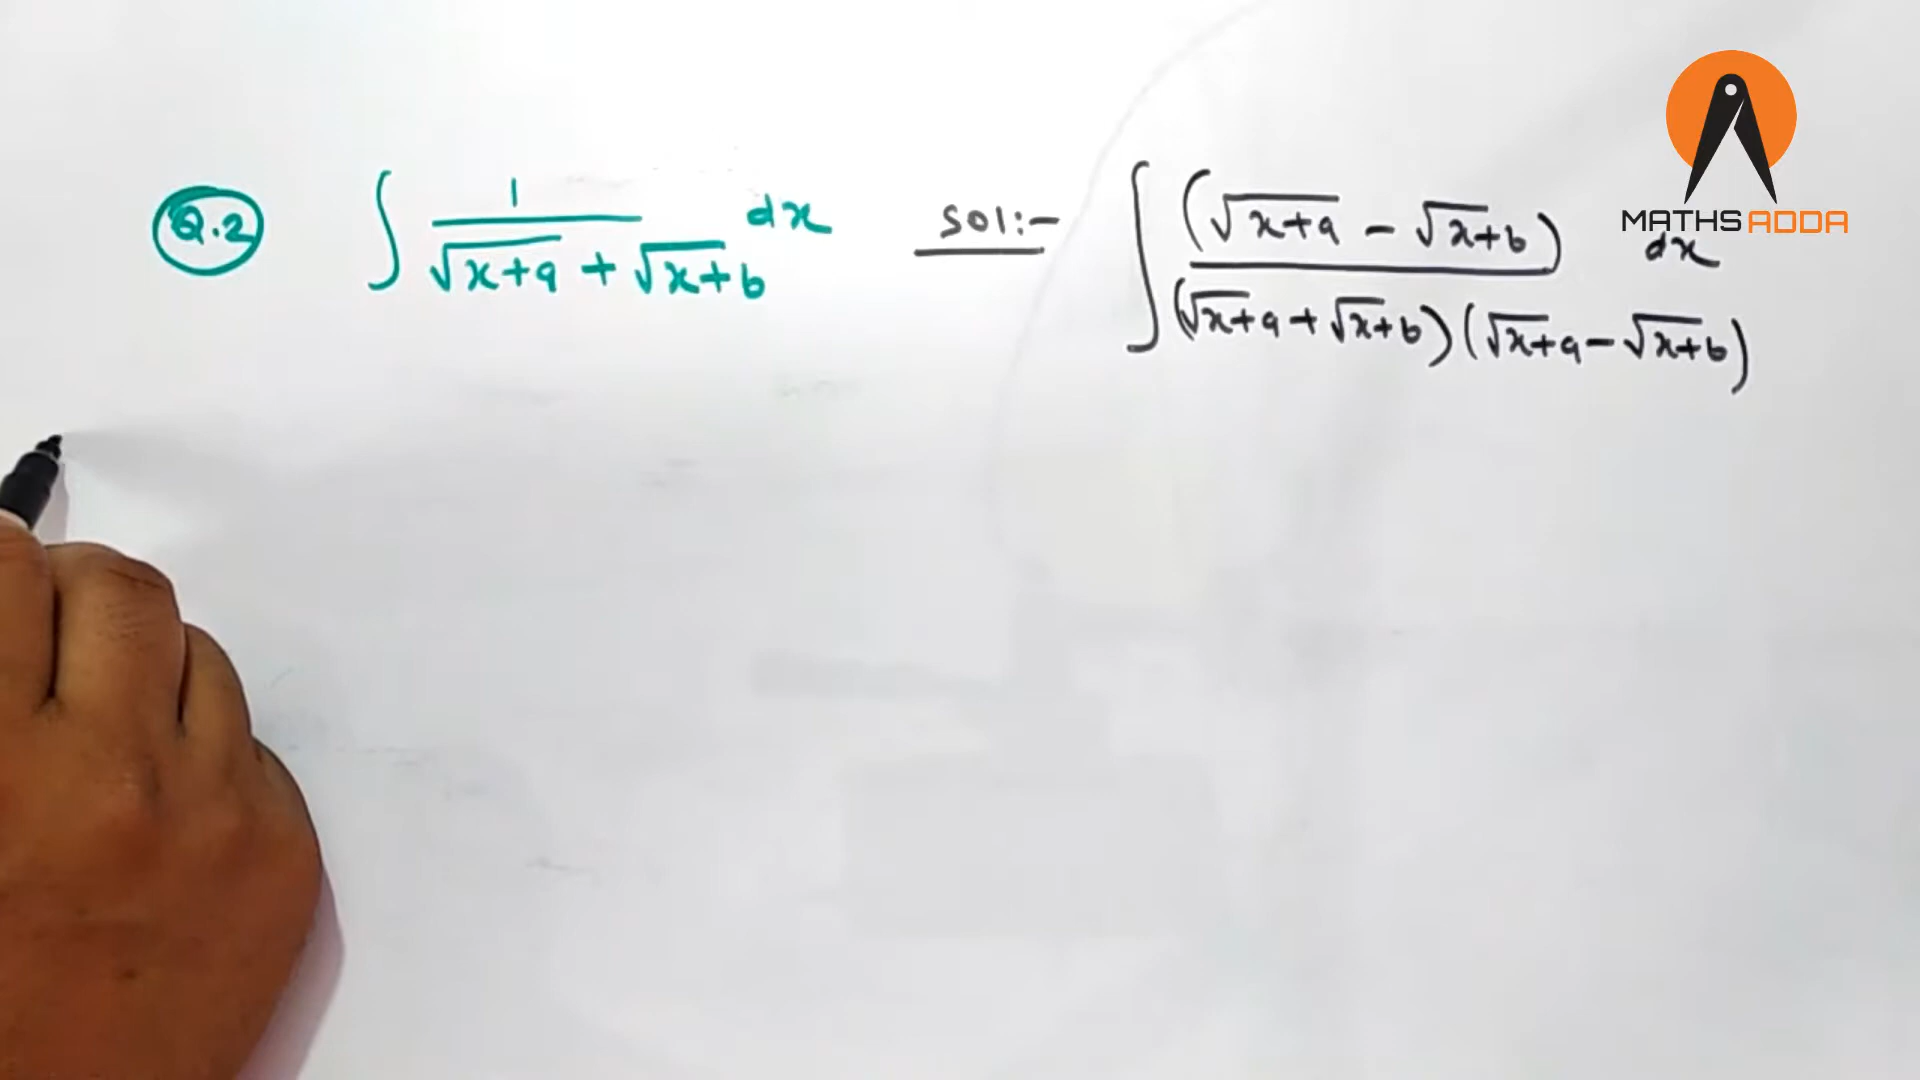 Q.2 ∫ 1/(√x+a + √x+b) dx Sol:- ∫ (√x+a - √x+b)/((√x+a + √x+b)(√x+a - √x+b)) dx
MATHS ADDA